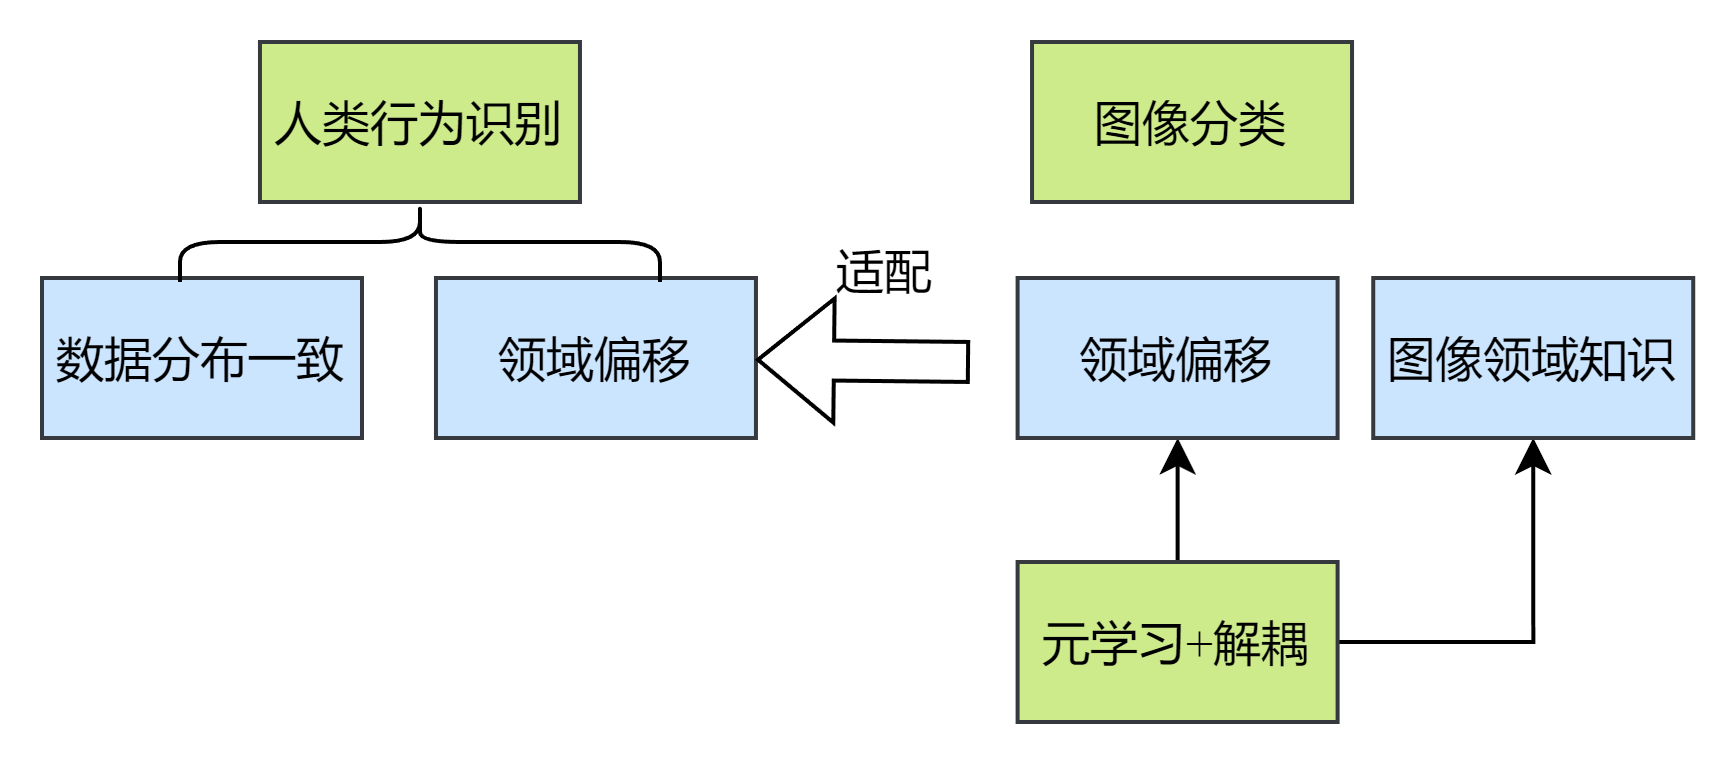 人类行为识别
图像分类
适配
数据分布一致
领域偏移
领域偏移
图像领域知识
元学习+解耦